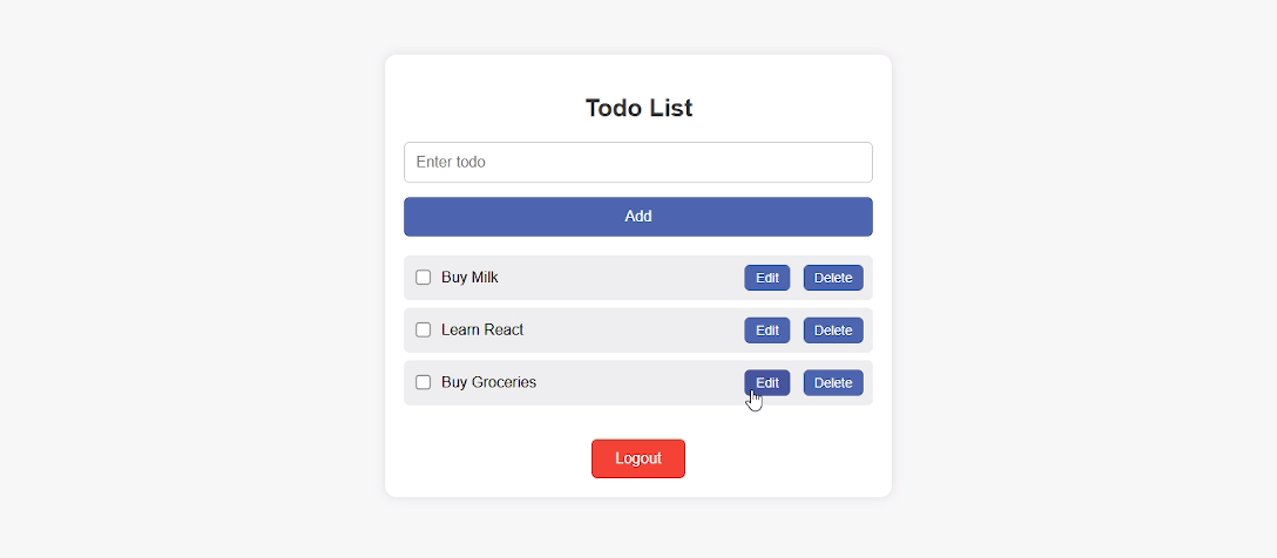 Todo List
Enter todo
Add
Buy Milk Edit Delete
Learn React Edit Delete
Buy Groceries Edit Delete
Logout